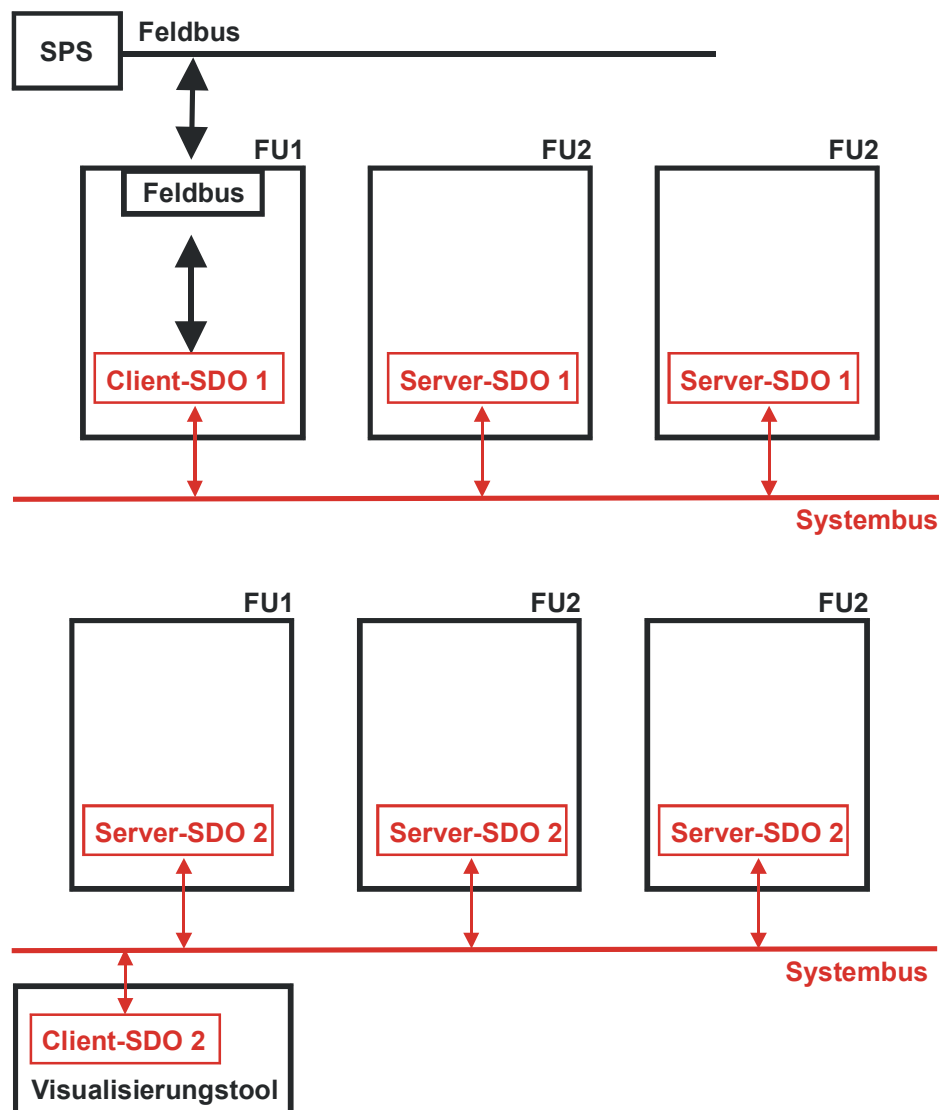 Feldbus
SPS
FU1
FU2
FU2
Feldbus
Client-SDO 1
Server-SDO 1
Server-SDO 1
Systembus
FU1
FU2
FU2
Server-SDO 2
Server-SDO 2
Server-SDO 2
Systembus
Client-SDO 2
Visualisierungstool